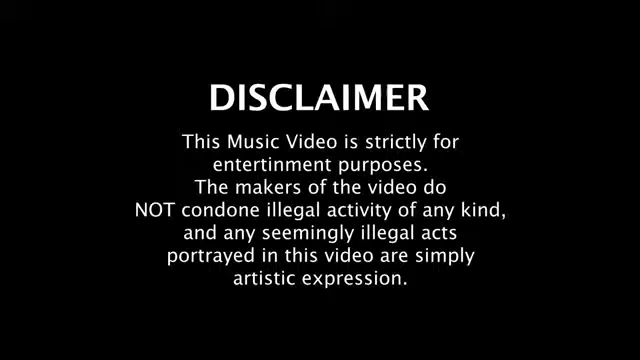 DISCLAIMER
This Music Video is strictly for
entertinment purposes.
The makers of the video do
NOT condone illegal activity of any kind,
and any seemingly illegal acts
portrayed in this video are simply
artistic expression.